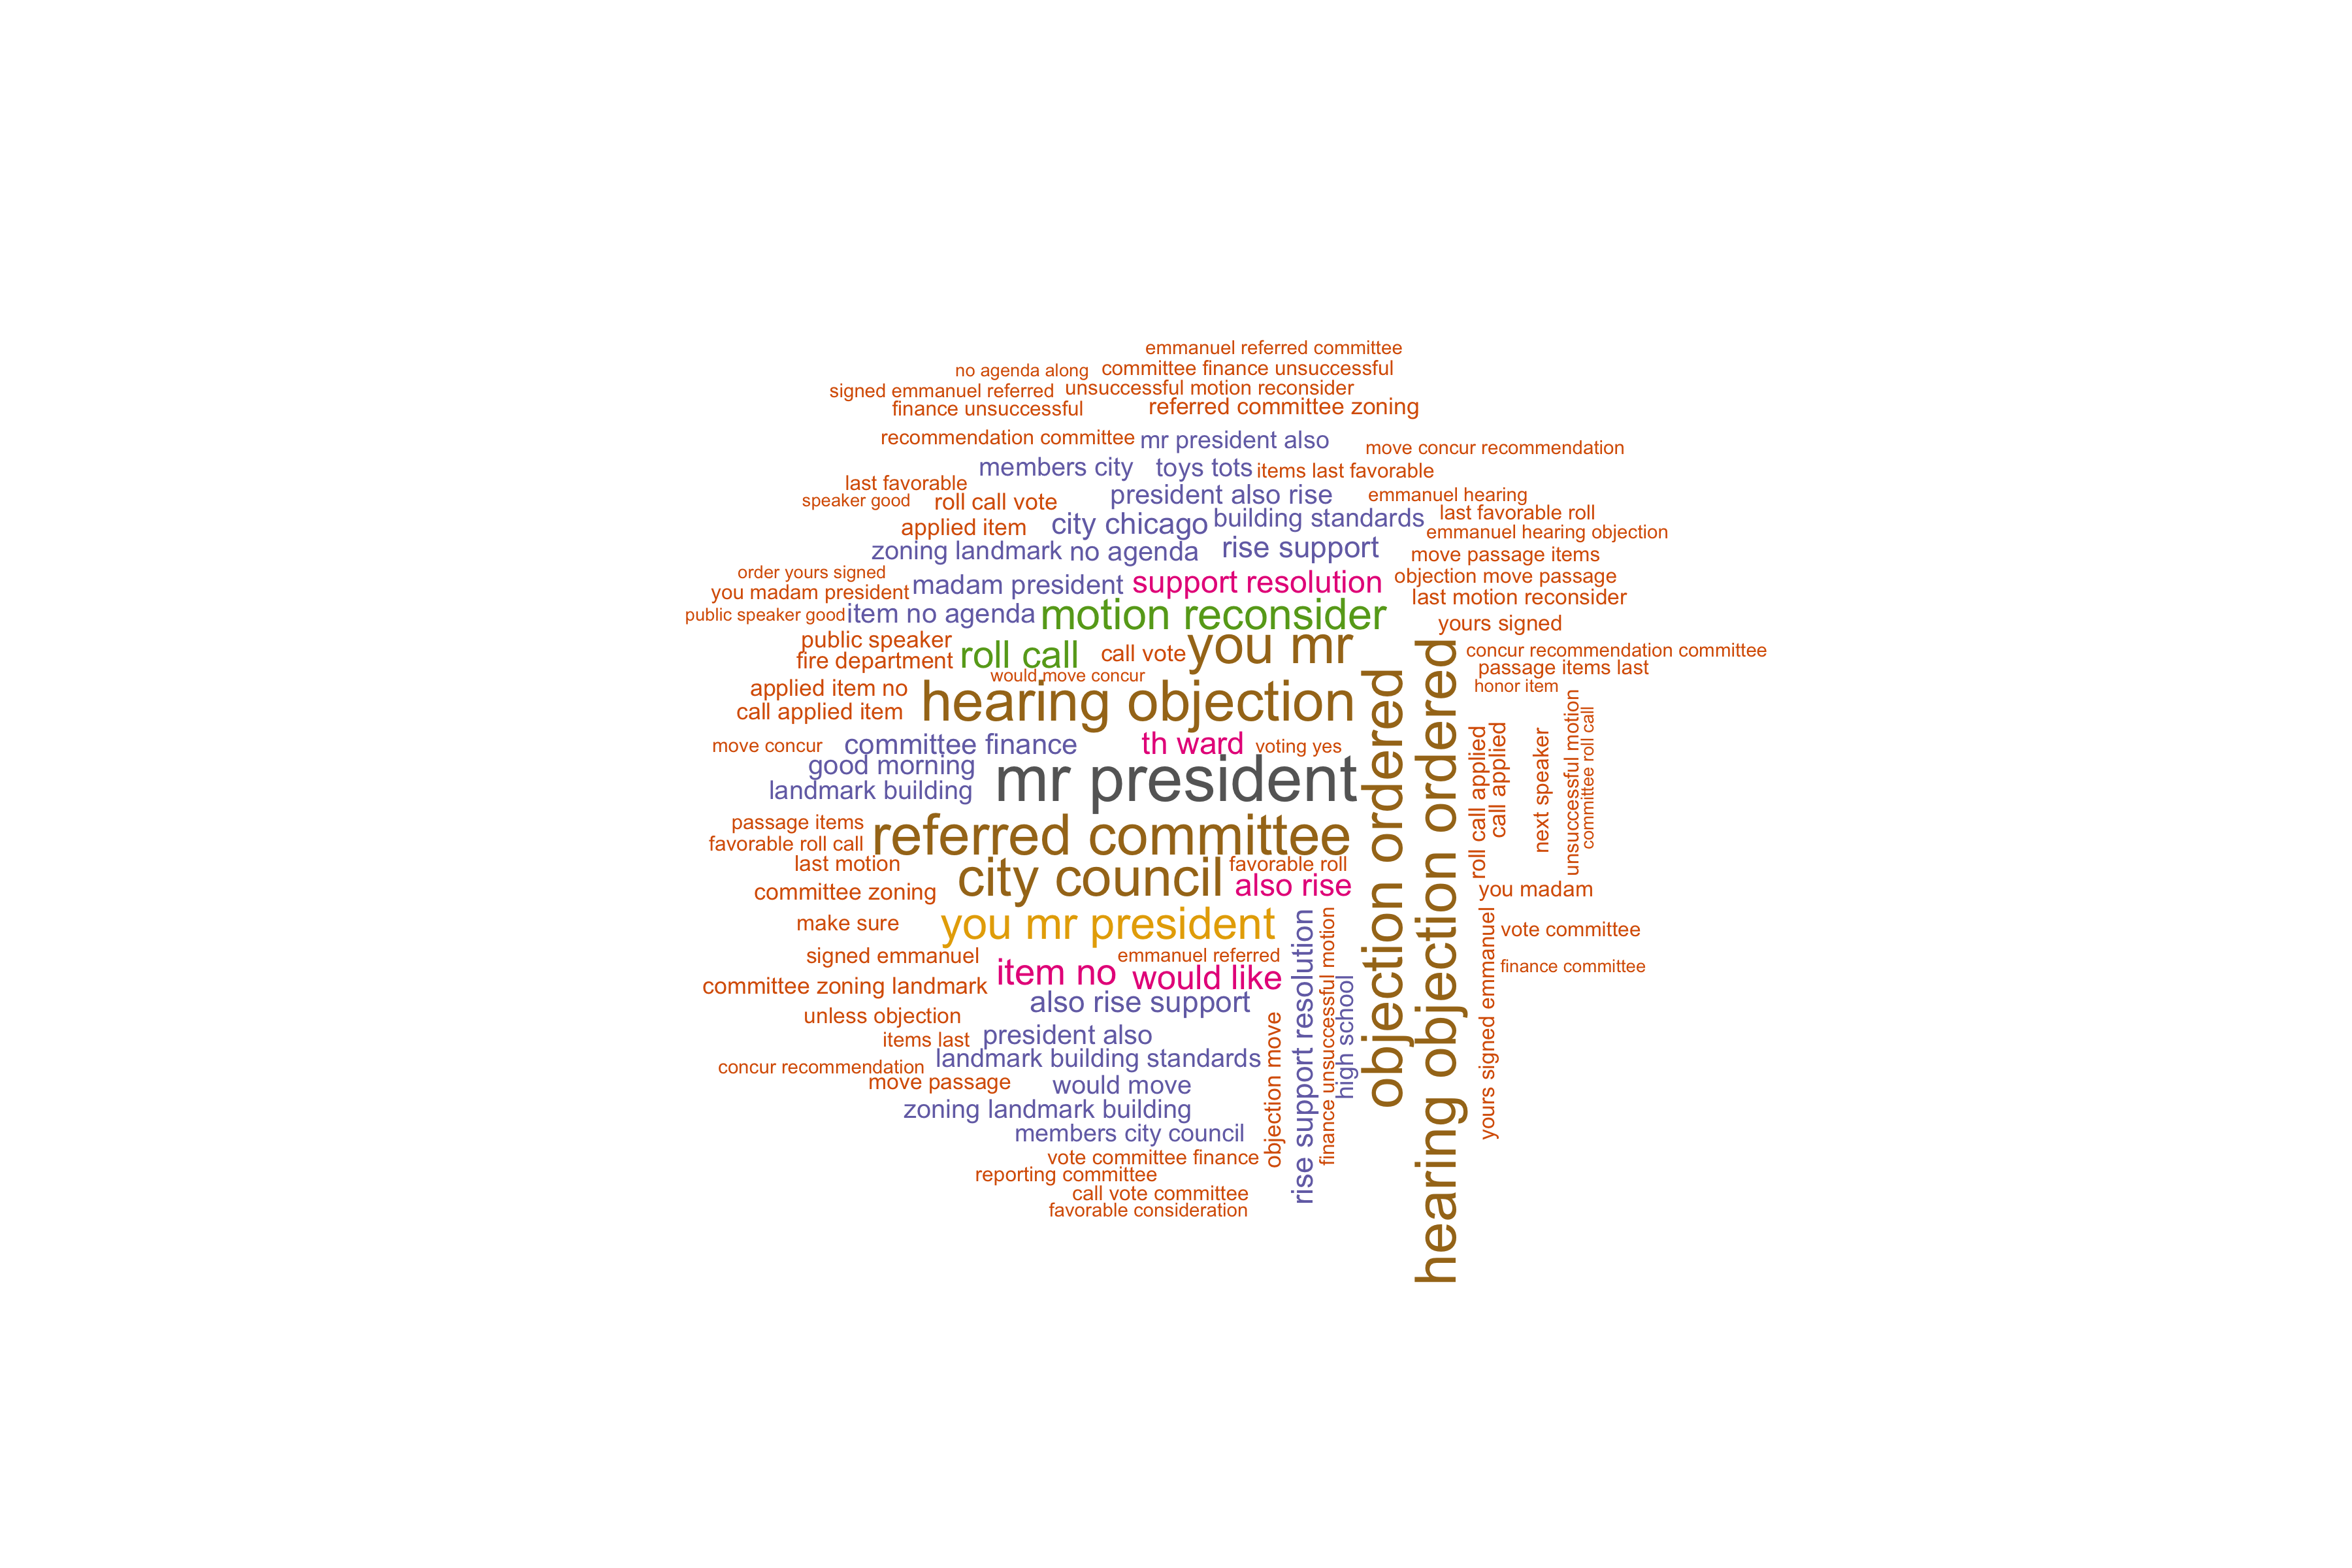 emmanuel referred committee
no agenda along
committee finance unsuccessful
signed emmanuel referred
unsuccessful motion reconsider
finance unsuccessful
referred committee zoning
recommendation committee
mr president also
move concur recommendation
members city
toys tots
items last favorable
last favorable
speaker good
roll call vote
president also rise
emmanuel hearing
applied item
city chicago
building standards
last favorable roll
emmanuel hearing objection
zoning landmark
no agenda
rise support
move passage items
order yours signed
you madam president
madam president
support resolution
objection move passage
last motion reconsider
public speaker good
item no agenda
motion reconsider
yours signed
public speaker
fire department
roll call
call vote
you mr
concur recommendation committee
passage items last
would move concur
honor item
applied item no
call applied item
hearing objection
move concur
committee finance
th ward
voting yes
good morning
landmark building
mr president
objection ordered
hearing objection ordered
roll call applied
call applied
next speaker
unsuccessful motion
committee roll call
passage items
favorable roll call
referred committee
last motion
city council
favorable roll
also rise
you madam
committee zoning
make sure
you mr president
vote committee
signed emmanuel
emmanuel referred
finance committee
item no
would like
committee zoning landmark
also rise support
unless objection
items last
president also
objection move
rise support resolution
finance unsuccessful motion
high school
yours signed emmanuel
concur recommendation
landmark building standards
move passage
would move
zoning landmark building
members city council
vote committee finance
reporting committee
call vote committee
favorable consideration